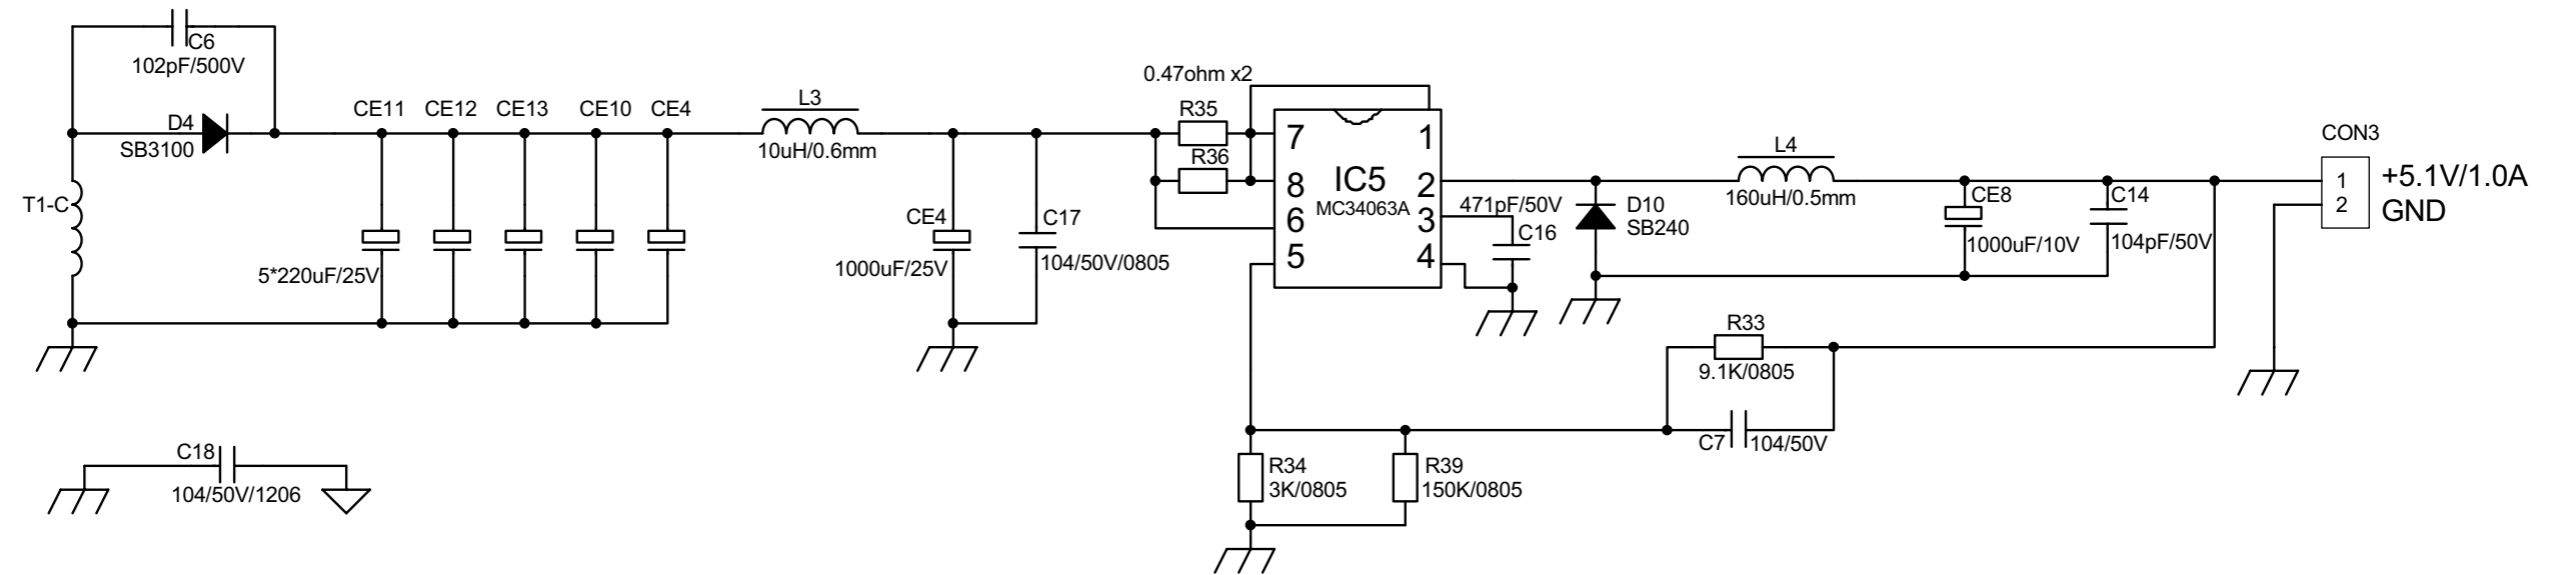 C6
102pF/500V
D4
SB3100
T1-C
CE11
CE12
CE13
CE10
CE4
5*220uF/25V
L3
10uH/0.6mm
CE4
1000uF/25V
C17
104/50V/0805
0.47ohm x2
R35
R36
7
8
6
5
IC5
MC34063A
1
2
3
4
471pF/50V
C16
D10
SB240
L4
160uH/0.5mm
CE8
1000uF/10V
C14
104pF/50V
CON3
1
2
+5.1V/1.0A
GND
R33
9.1K/0805
C7
104/50V
R34
3K/0805
R39
150K/0805
C18
104/50V/1206